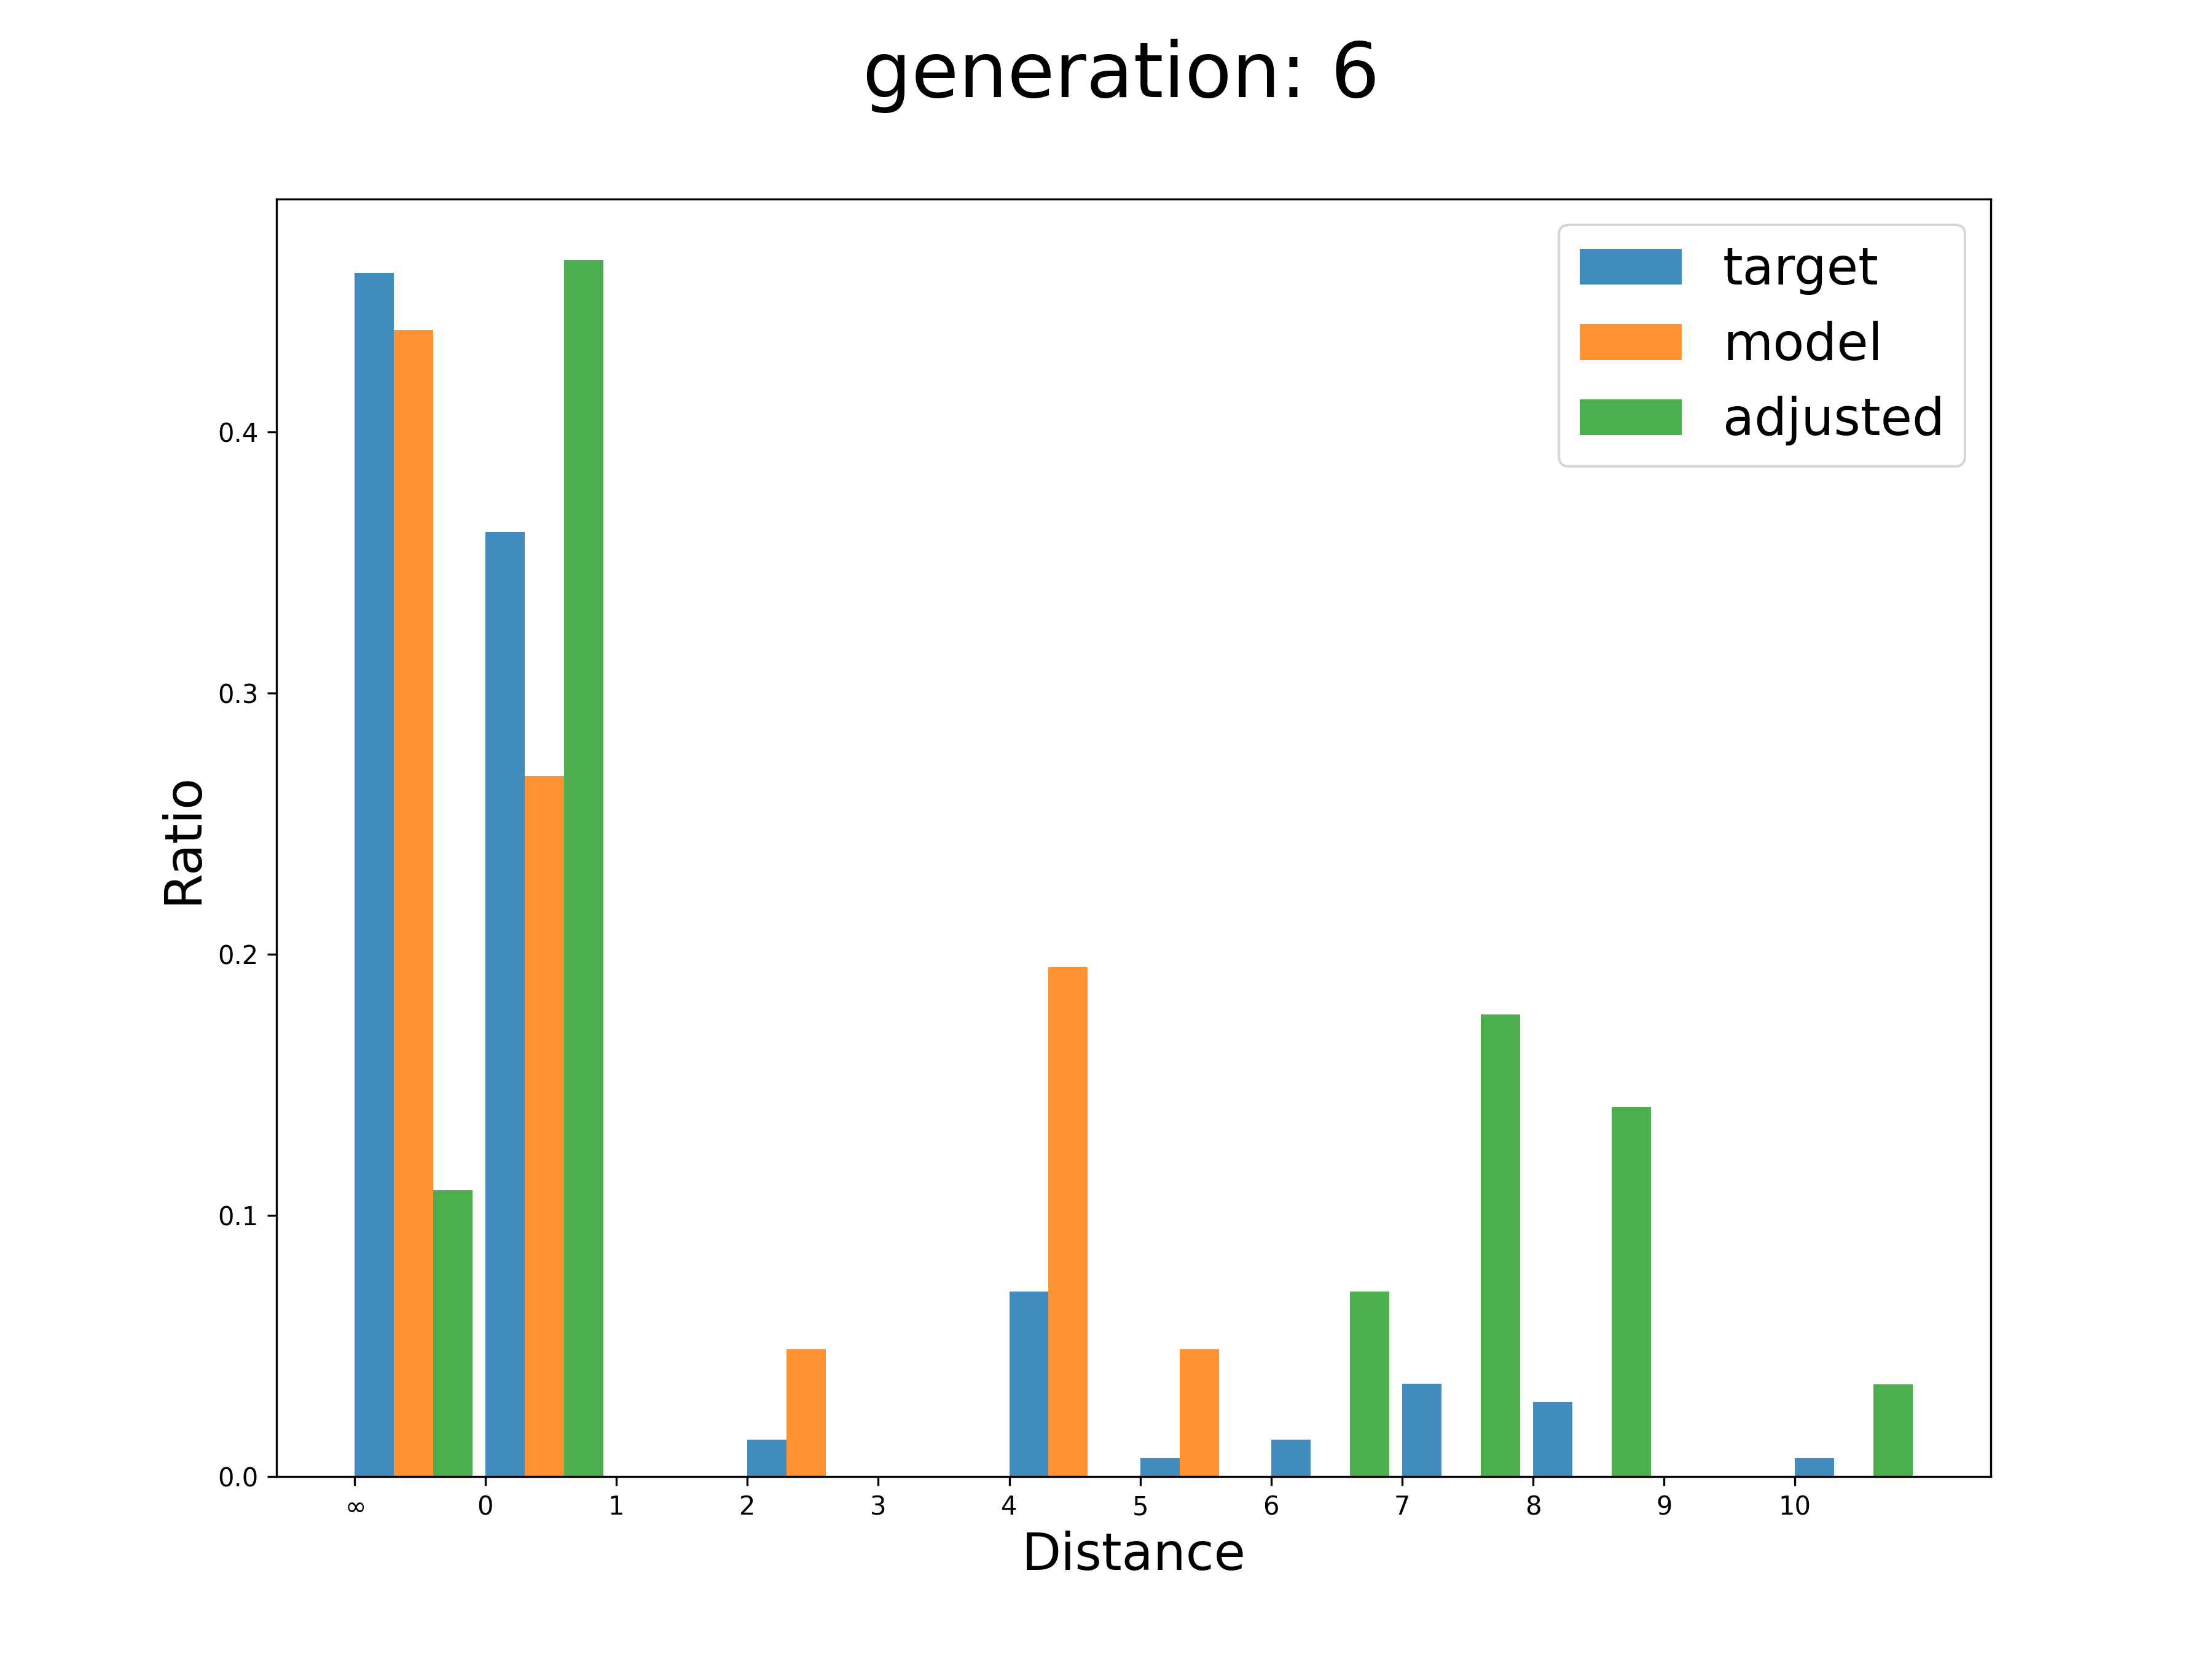 generation: 6
target
model
adjusted
0.4
0.3
0.2
0.1
0.0
Ratio
∞ 0 1 2 3 4 5 6 7 8 9 10
Distance